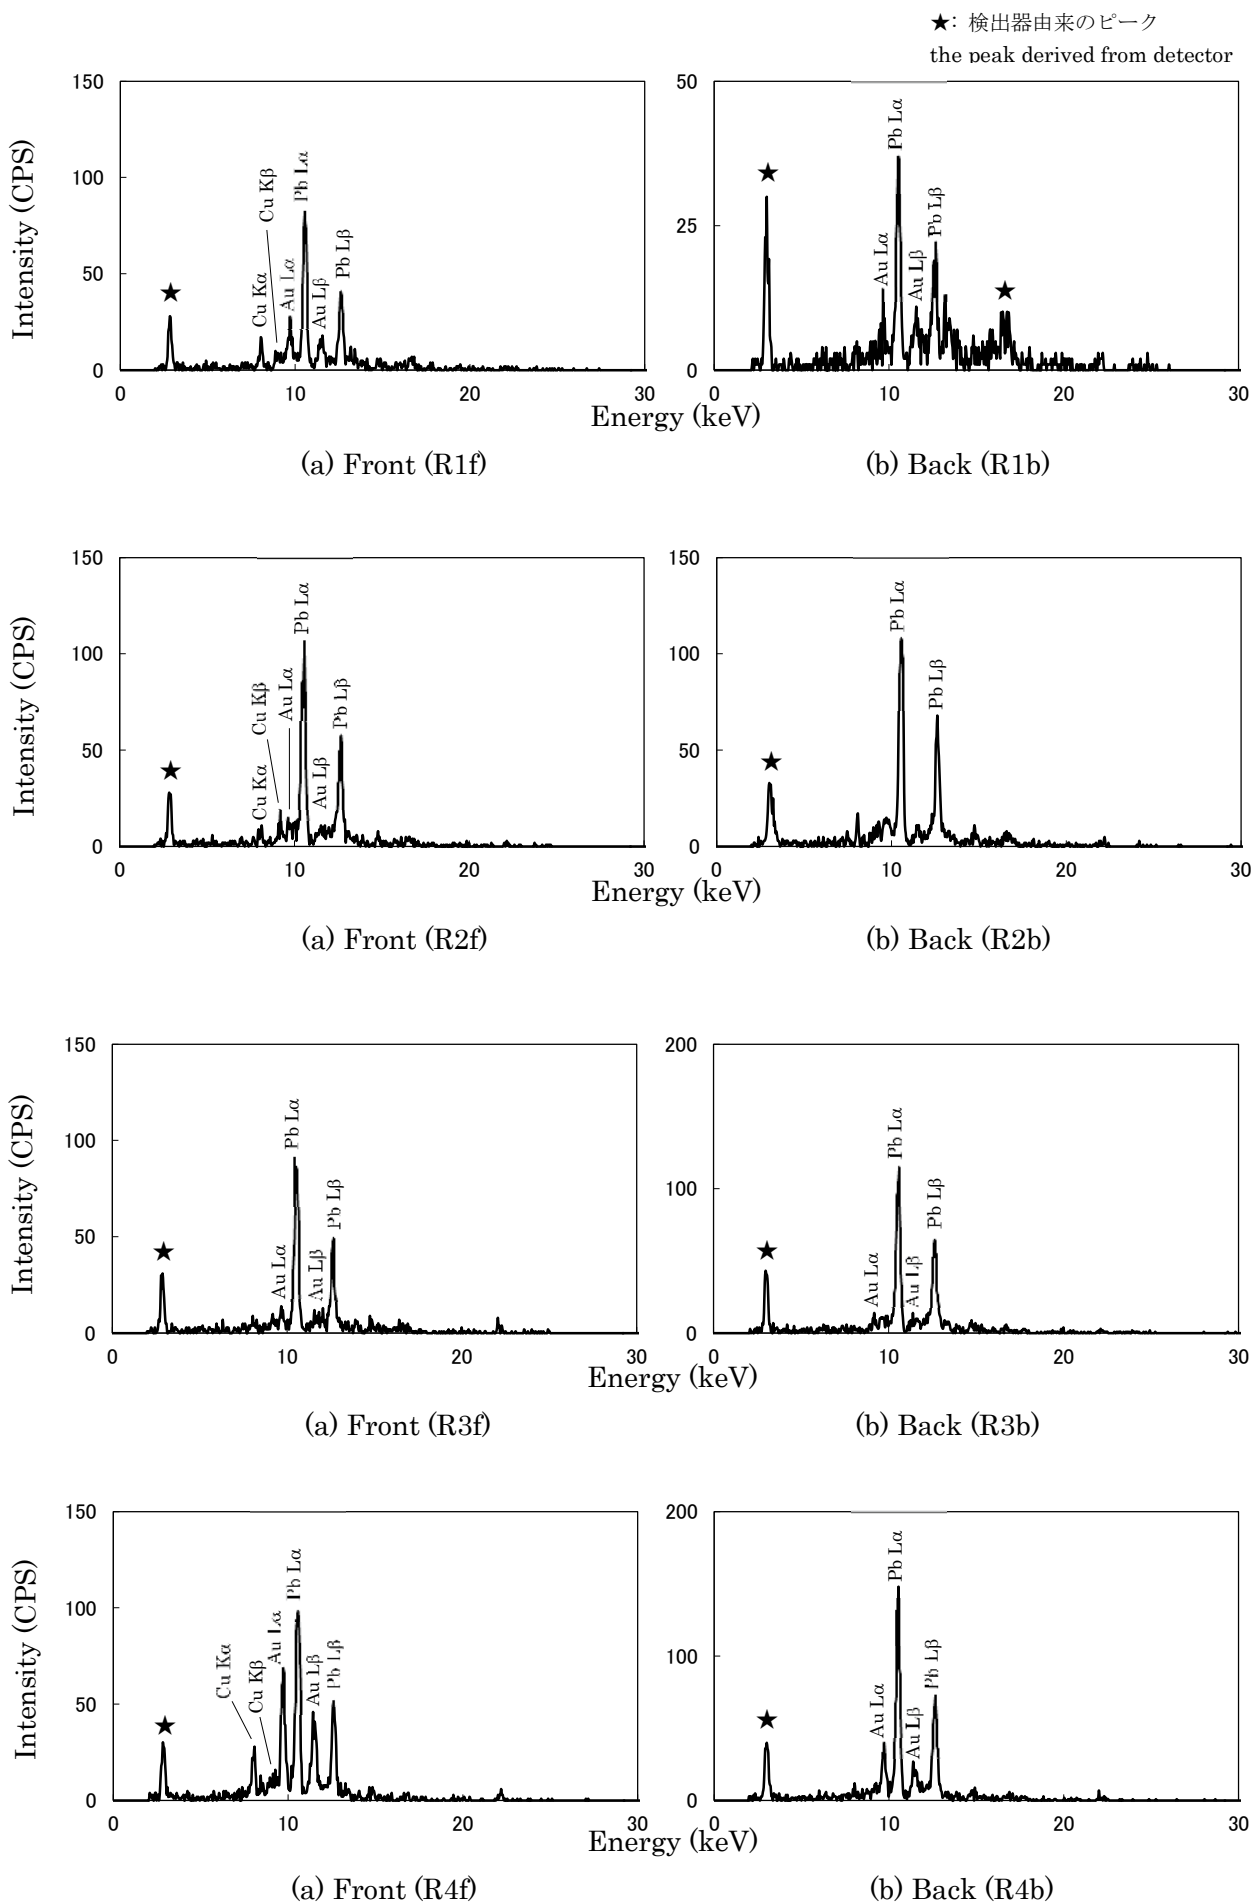 ★: 検出器由来のピーク
the peak derived from detector
Intensity (CPS)
150
100
50
0
0
10
20
30
★
Cu Kα
Cu Kβ
Au Lα
Pb Lα
Au Lβ
Pb Lβ
50
25
0
0
10
20
30
★
Au Lα
Pb Lα
Au Lβ
Pb Lβ
★
Energy (keV)
(a) Front (R1f)
(b) Back (R1b)
Intensity (CPS)
150
100
50
0
0
10
20
30
★
Cu Kα
Cu Kβ
Au Lα
Pb Lα
Au Lβ
Pb Lβ
150
100
50
0
0
10
20
30
★
Pb Lα
Pb Lβ
Energy (keV)
(a) Front (R2f)
(b) Back (R2b)
Intensity (CPS)
150
100
50
0
0
10
20
30
★
Au Lα
Pb Lα
Au Lβ
Pb Lβ
200
100
0
0
10
20
30
★
Au Lα
Pb Lα
Au Lβ
Pb Lβ
Energy (keV)
(a) Front (R3f)
(b) Back (R3b)
Intensity (CPS)
150
100
50
0
0
10
20
30
★
Cu Kα
Cu Kβ
Au Lα
Pb Lα
Au Lβ
Pb Lβ
200
100
0
0
10
20
30
★
Au Lα
Pb Lα
Au Lβ
Pb Lβ
Energy (keV)
(a) Front (R4f)
(b) Back (R4b)